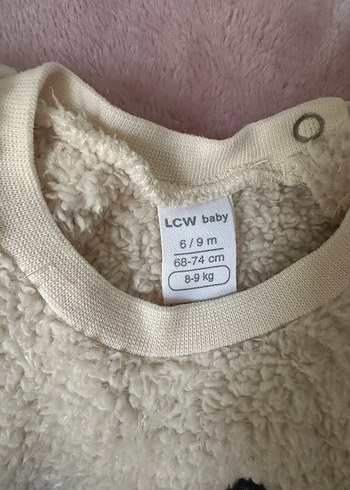 LCW baby
6 / 9 m
68-74 cm
8-9 kg